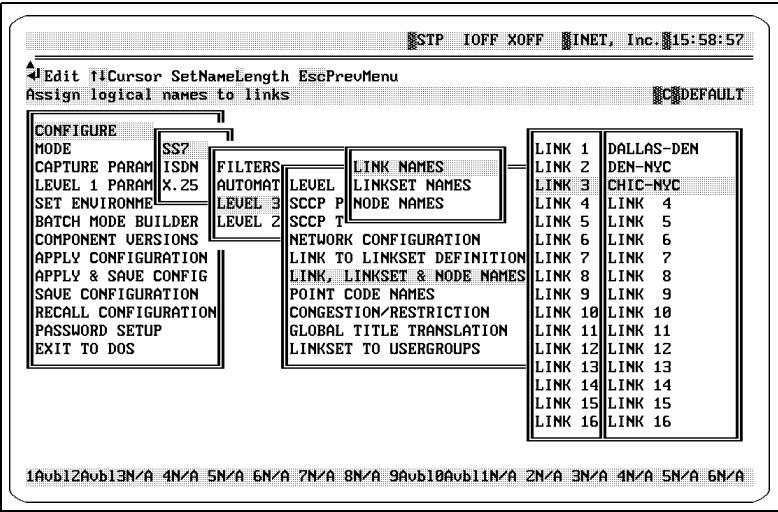 STP IOFF XOFF INET, Inc. 15:58:57
Edit ↑↓Cursor SetNameLength EscPrevMenu
Assign logical names to links C DEFAULT
CONFIGURE
MODE
CAPTURE PARAM
LEVEL 1 PARAM
SET ENVIRONME
BATCH MODE BUILDER
COMPONENT VERSIONS
APPLY CONFIGURATION
APPLY & SAVE CONFIG
SAVE CONFIGURATION
RECALL CONFIGURATION
PASSWORD SETUP
EXIT TO DOS
SS7
ISDN
X.25
FILTERS
AUTOMAT
LEVEL 3
LEVEL 2
LEVEL
SCCP P
SCCP T
NETWORK CONFIGURATION
LINK TO LINKSET DEFINITION
LINK, LINKSET & NODE NAMES
POINT CODE NAMES
CONGESTION/RESTRICTION
GLOBAL TITLE TRANSLATION
LINKSET TO USERGROUPS
LINK NAMES
LINKSET NAMES
NODE NAMES
LINK 1 DALLAS-DEN
LINK 2 DEN-NYC
LINK 3 CHIC-NYC
LINK 4 LINK 4
LINK 5 LINK 5
LINK 6 LINK 6
LINK 7 LINK 7
LINK 8 LINK 8
LINK 9 LINK 9
LINK 10 LINK 10
LINK 11 LINK 11
LINK 12 LINK 12
LINK 13 LINK 13
LINK 14 LINK 14
LINK 15 LINK 15
LINK 16 LINK 16
1Avbl2Avbl3N/A 4N/A 5N/A 6N/A 7N/A 8N/A 9Avbl0Avbl1N/A 2N/A 3N/A 4N/A 5N/A 6N/A